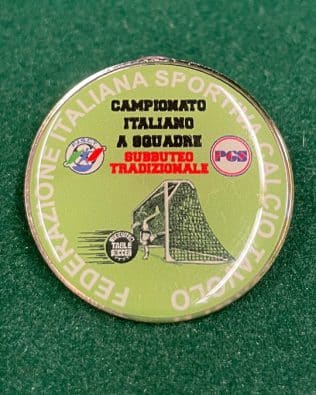 FEDERAZIONE ITALIANA SPORTIVA CALCIO TAVOLO
CAMPIONATO
ITALIANO
A SQUADRE
SUBBUTEO
TRADIZIONALE
PGS
TABLE
SOCCER